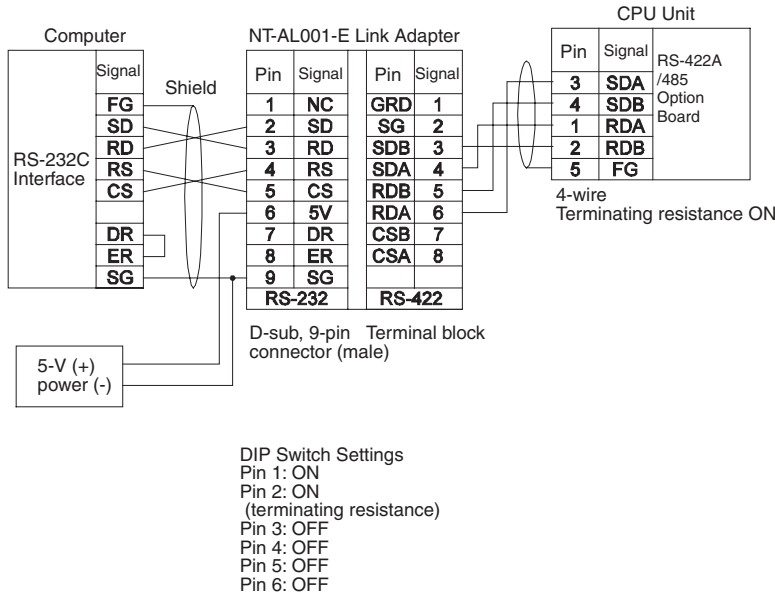 Computer
NT-AL001-E Link Adapter
CPU Unit
Signal
Shield
FG
SD
RD
RS
CS
DR
ER
SG
RS-232C
Interface
Pin Signal
1 NC
2 SD
3 RD
4 RS
5 CS
6 5V
7 DR
8 ER
9 SG
RS-232
Pin Signal
GRD 1
SG 2
SDB 3
SDA 4
RDB 5
RDA 6
CSB 7
CSA 8
RS-422
Pin Signal
3 SDA
4 SDB
1 RDA
2 RDB
5 FG
RS-422A
/485
Option
Board
4-wire
Terminating resistance ON
D-sub, 9-pin
connector (male)
Terminal block
5-V (+)
power (-)
DIP Switch Settings
Pin 1: ON
Pin 2: ON
(terminating resistance)
Pin 3: OFF
Pin 4: OFF
Pin 5: OFF
Pin 6: OFF